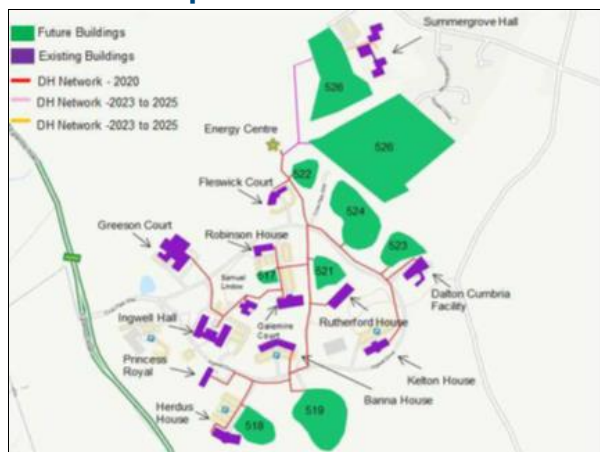 Summergrove Hall
Future Buildings
Existing Buildings
DH Network - 2020
DH Network -2023 to 2025
DH Network -2023 to 2025
526
Energy Centre
526
522
Fleswick Court
524
Greeson Court
Robinson House
523
517
521
Samuel
Lindow
Dalton Cumbria
Facility
Ingwell Hall
Galemire
Court
Rutherford House
Princess
Royal
Kelton House
Banna House
Herdus
House
519
518